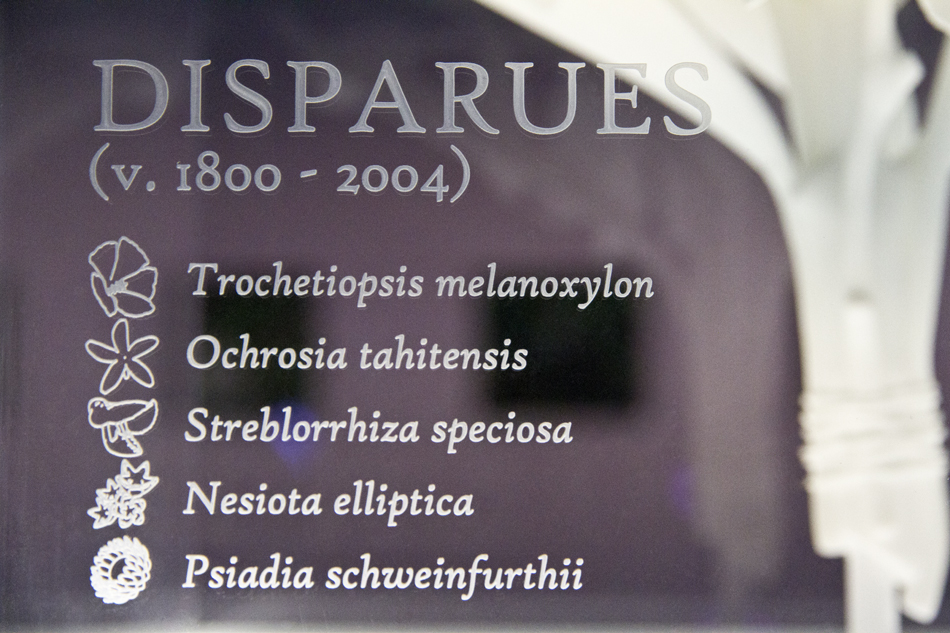 DISPARUES
(v. 1800 - 2004)
Trochetiopsis melanoxylon
Ochrosia tahitensis
Streblorrhiza speciosa
Nesiota elliptica
Psiadia schweinfurthii